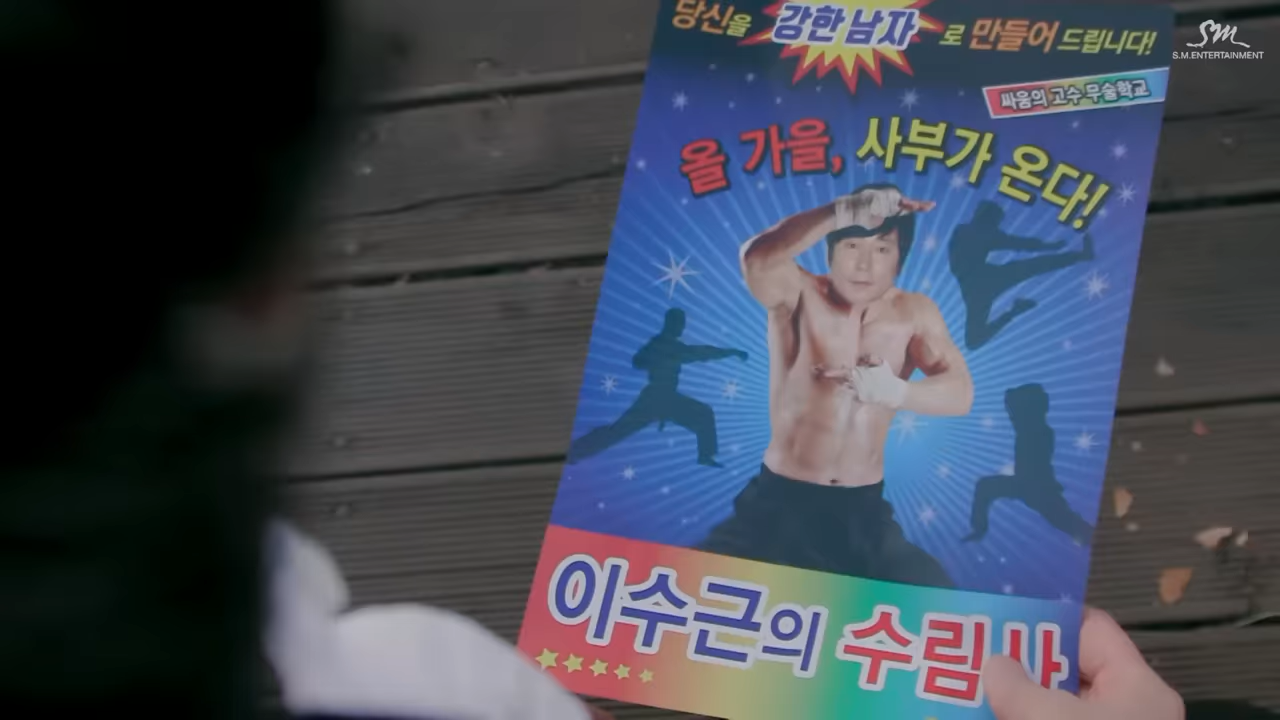 당신을 강한 남자로 만들어 드립니다!
SM
S.M.ENTERTAINMENT
싸움의 고수 무술학교
올 가을, 사부가 온다!
이수근의 수림사